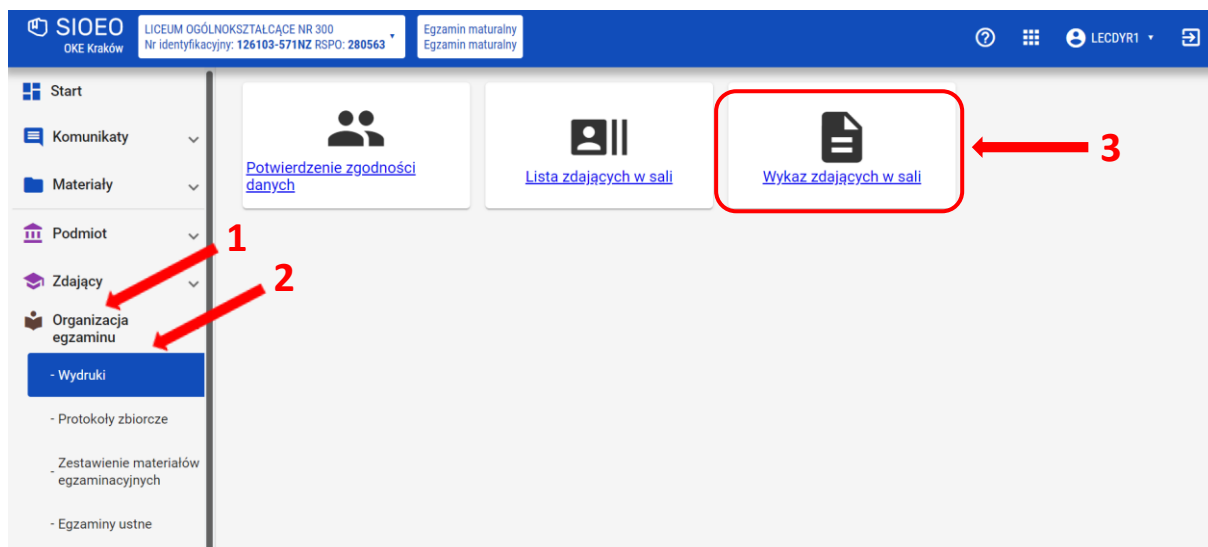 SIOEO
OKE Kraków
LICEUM OGÓLNOKSZTAŁCĄCE NR 300
Nr identyfikacyjny: 126103-571NZ RSPO: 280563
Egzamin maturalny
Egzamin maturalny
LECDYR1
Start
Komunikaty
Materiały
Podmiot
Zdający
Organizacja
egzaminu
- Wydruki
- Protokoły zbiorcze
- Zestawienie materiałów
egzaminacyjnych
- Egzaminy ustne
Potwierdzenie zgodności
danych
Lista zdających w sali
Wykaz zdających w sali
1
2
3